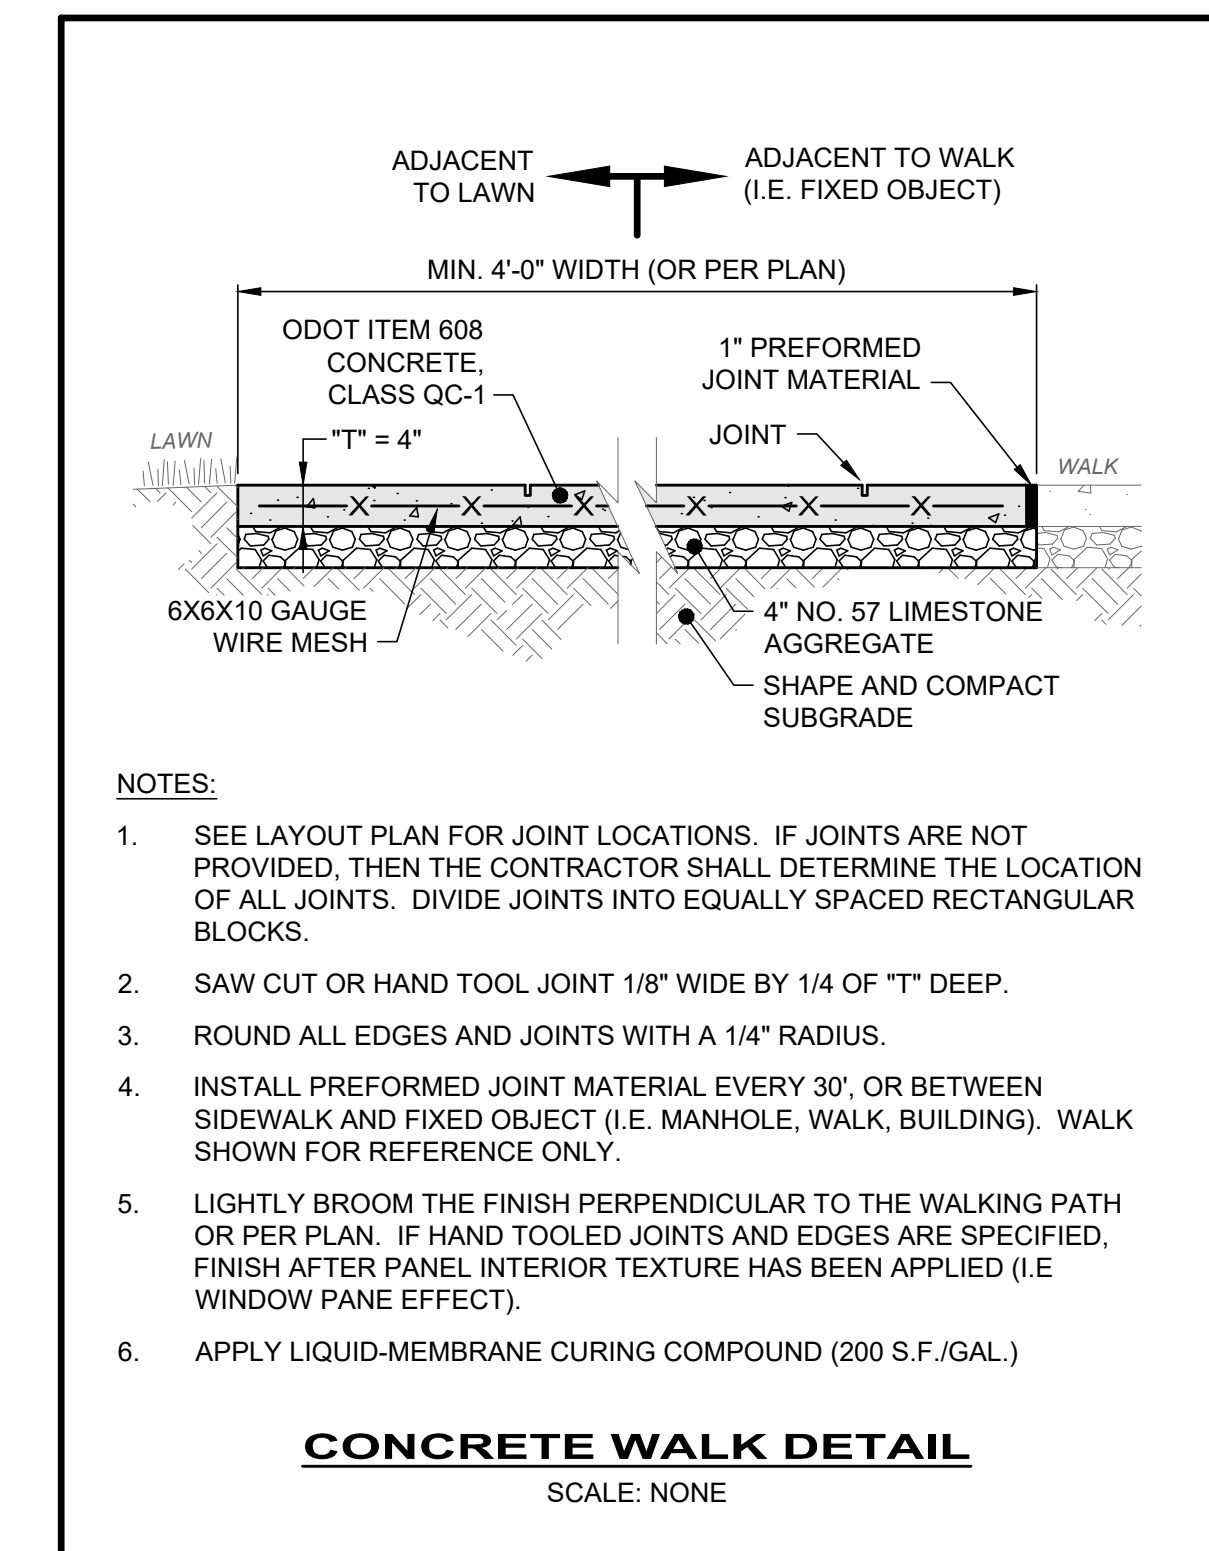 ADJACENT
TO LAWN
ADJACENT TO WALK
(I.E. FIXED OBJECT)
MIN. 4'-0" WIDTH (OR PER PLAN)
ODOT ITEM 608
CONCRETE,
CLASS QC-1
1" PREFORMED
JOINT MATERIAL
"T" = 4"
JOINT
LAWN
WALK
6X6X10 GAUGE
WIRE MESH
4" NO. 57 LIMESTONE
AGGREGATE
SHAPE AND COMPACT
SUBGRADE
NOTES:
1. SEE LAYOUT PLAN FOR JOINT LOCATIONS. IF JOINTS ARE NOT
PROVIDED, THEN THE CONTRACTOR SHALL DETERMINE THE LOCATION
OF ALL JOINTS. DIVIDE JOINTS INTO EQUALLY SPACED RECTANGULAR
BLOCKS.
2. SAW CUT OR HAND TOOL JOINT 1/8" WIDE BY 1/4 OF "T" DEEP.
3. ROUND ALL EDGES AND JOINTS WITH A 1/4" RADIUS.
4. INSTALL PREFORMED JOINT MATERIAL EVERY 30', OR BETWEEN
SIDEWALK AND FIXED OBJECT (I.E. MANHOLE, WALK, BUILDING). WALK
SHOWN FOR REFERENCE ONLY.
5. LIGHTLY BROOM THE FINISH PERPENDICULAR TO THE WALKING PATH
OR PER PLAN. IF HAND TOOLED JOINTS AND EDGES ARE SPECIFIED,
FINISH AFTER PANEL INTERIOR TEXTURE HAS BEEN APPLIED (I.E
WINDOW PANE EFFECT).
6. APPLY LIQUID-MEMBRANE CURING COMPOUND (200 S.F./GAL.)
CONCRETE WALK DETAIL
SCALE: NONE